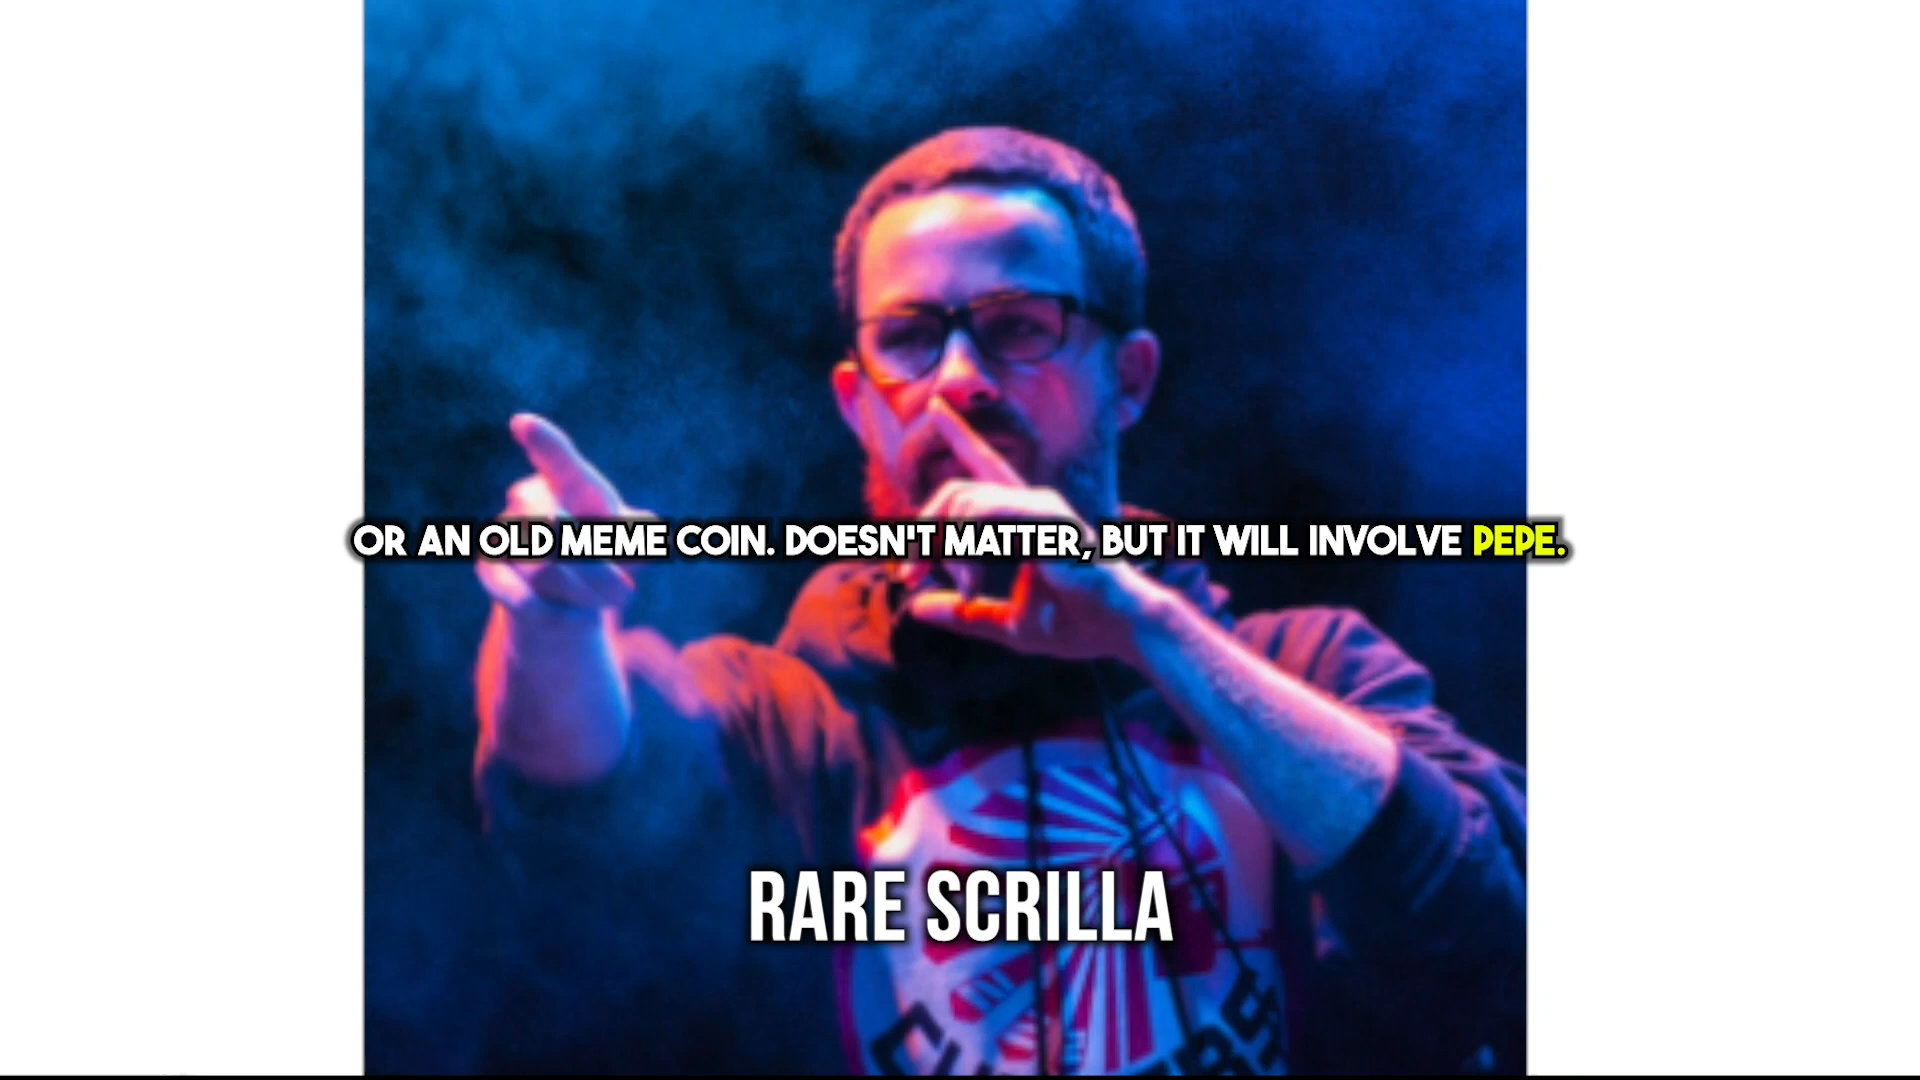 OR AN OLD MEME COIN. DOESN'T MATTER, BUT IT WILL INVOLVE PEPE.
RARE SCRILLA